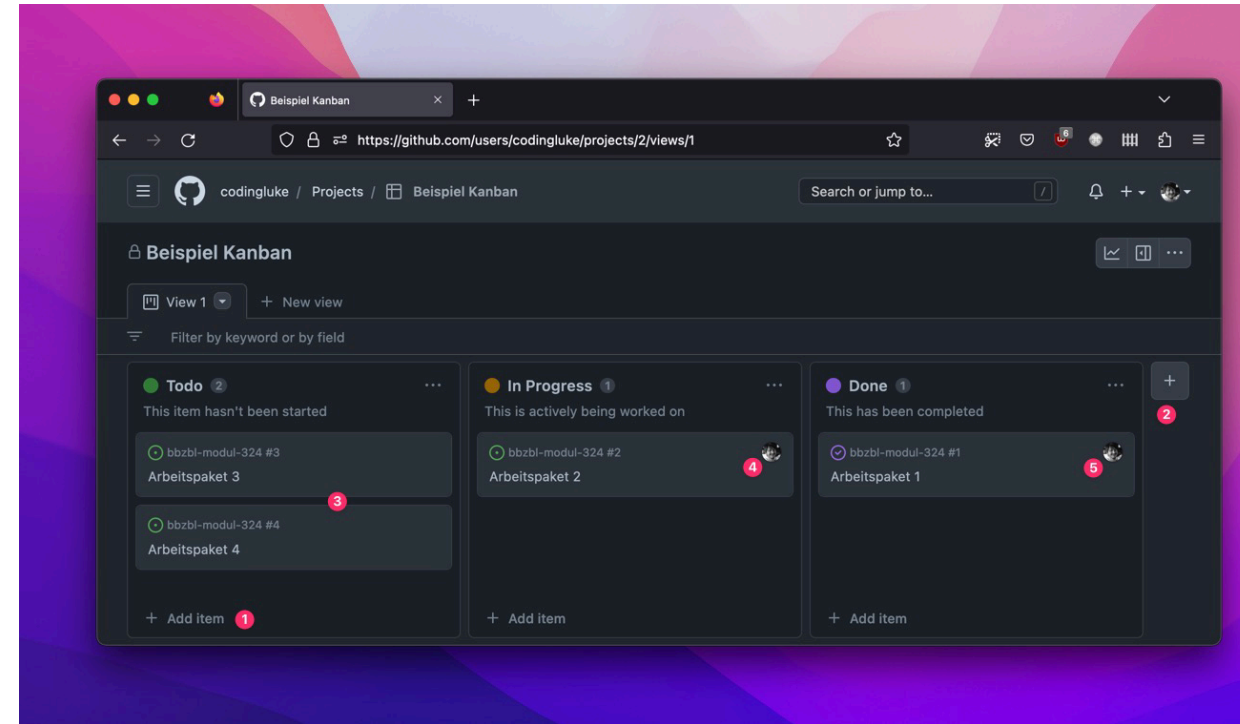 Beispiel Kanban
https://github.com/users/codingluke/projects/2/views/1
6
codingluke / Projects / Beispiel Kanban
Search or jump to... /
Beispiel Kanban
View 1
+ New view
Filter by keyword or by field
Todo 2
This item hasn't been started
bbzbl-modul-324 #3
Arbeitspaket 3
3
bbzbl-modul-324 #4
Arbeitspaket 4
+ Add item 1
In Progress 1
This is actively being worked on
bbzbl-modul-324 #2
Arbeitspaket 2
4
+ Add item
Done 1
This has been completed
bbzbl-modul-324 #1
Arbeitspaket 1
5
+ Add item
+
2